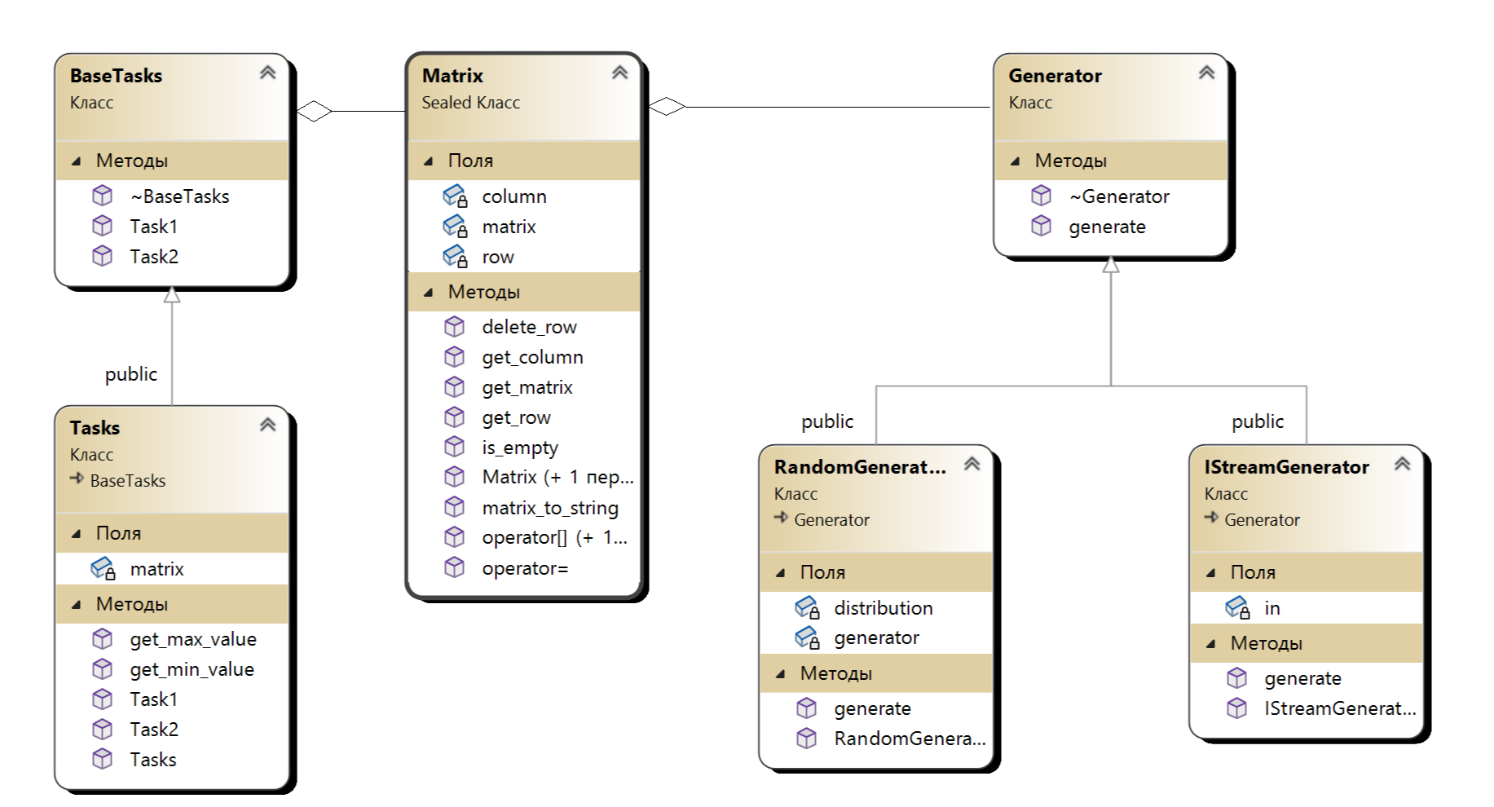 BaseTasks
Класс
Методы
~BaseTasks
Task1
Task2
public
Tasks
Класс
BaseTasks
Поля
matrix
Методы
get_max_value
get_min_value
Task1
Task2
Tasks
Matrix
Sealed Класс
Поля
column
matrix
row
Методы
delete_row
get_column
get_matrix
get_row
is_empty
Matrix (+ 1 пер...
matrix_to_string
operator[] (+ 1...
operator=
Generator
Класс
Методы
~Generator
generate
public
RandomGenerat...
Класс
Generator
Поля
distribution
generator
Методы
generate
RandomGenera...
public
IStreamGenerator
Класс
Generator
Поля
in
Методы
generate
IStreamGenerat...